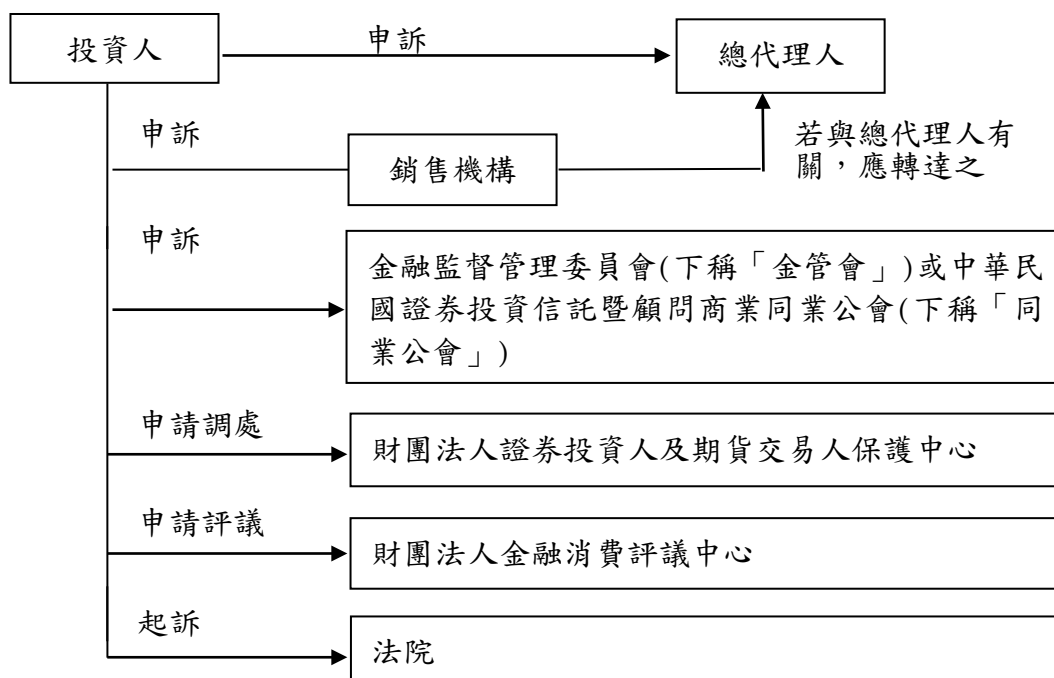 投資人
申訴
總代理人
申訴
銷售機構
若與總代理人有
關，應轉達之
申訴
金融監督管理委員會(下稱「金管會」)或中華民
國證券投資信託暨顧問商業同業公會(下稱「同
業公會」)
申請調處
財團法人證券投資人及期貨交易人保護中心
申請評議
財團法人金融消費評議中心
起訴
法院